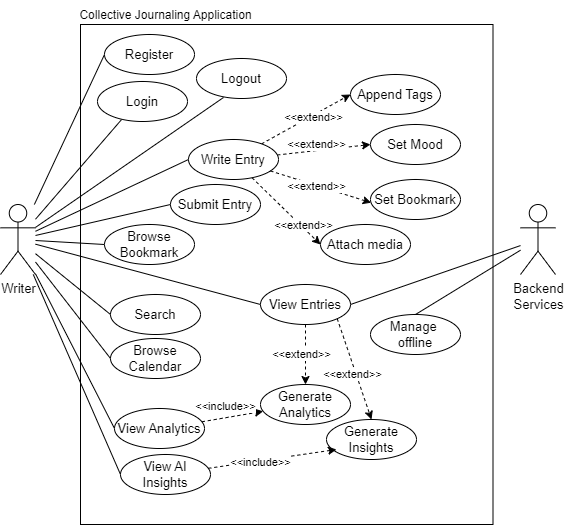 Collective Journaling Application
Register
Logout
Login
Append Tags
<<extend>>
Write Entry
<<extend>>
Set Mood
<<extend>>
Set Bookmark
Submit Entry
<<extend>>
Browse
Bookmark
Attach media
Writer
Backend
Services
View Entries
Search
Manage
offline
Browse
Calendar
<<extend>>
<<extend>>
Generate
Analytics
<<include>>
View Analytics
Generate
Insights
View AI
Insights
<<include>>